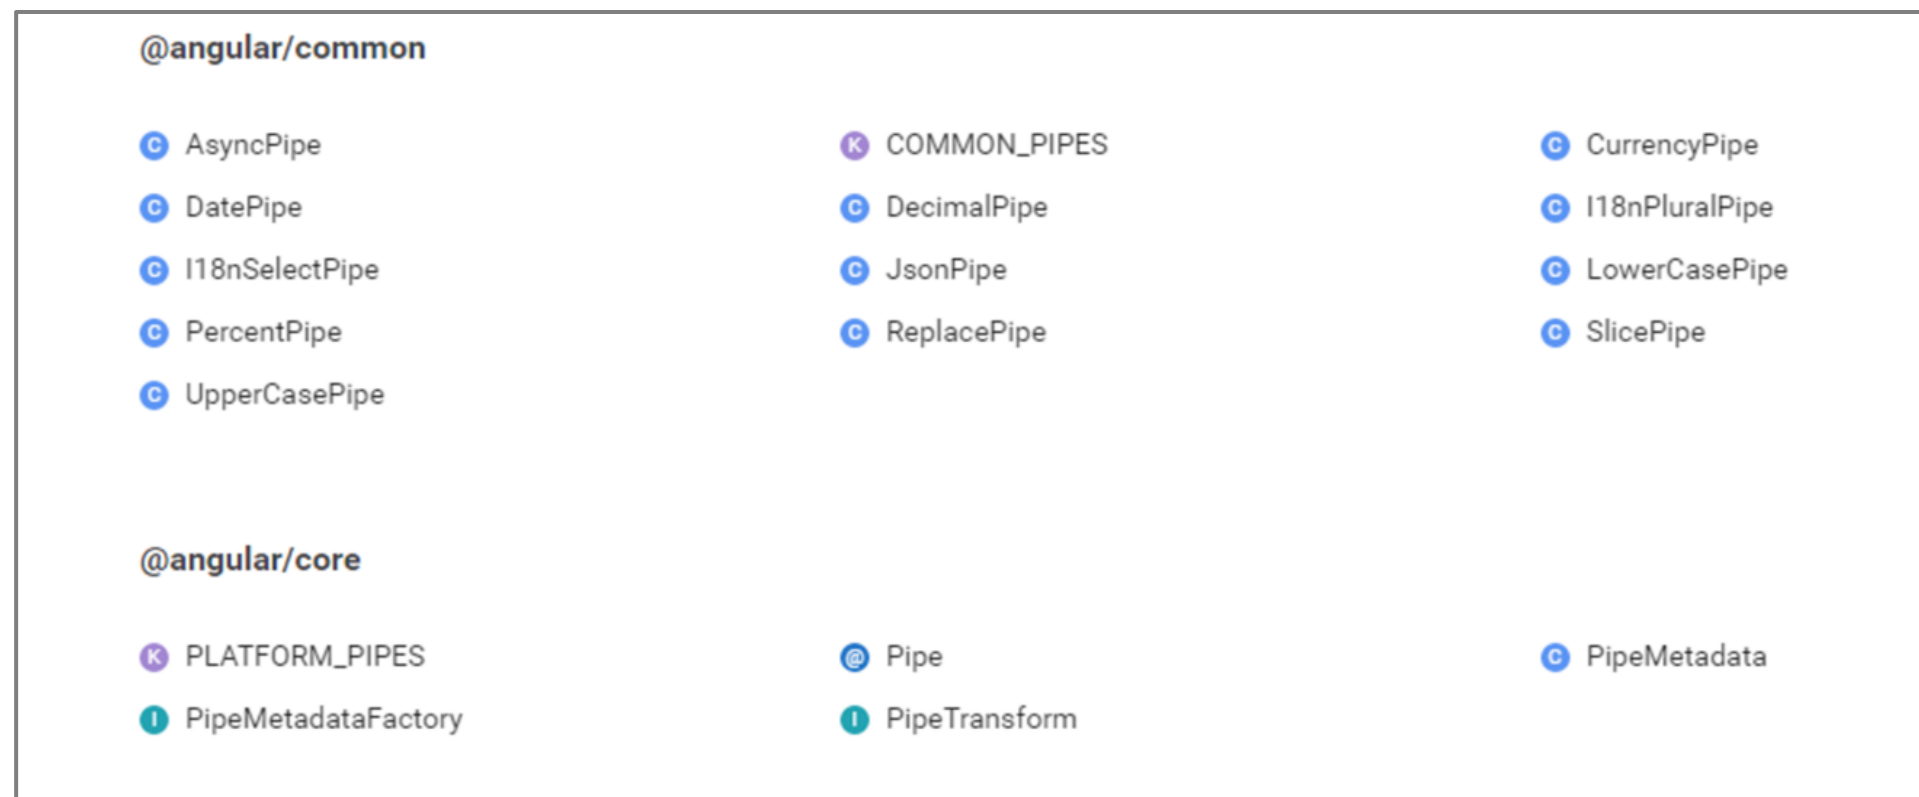 @angular/common
C AsyncPipe K COMMON_PIPES C CurrencyPipe
C DatePipe C DecimalPipe C I18nPluralPipe
C I18nSelectPipe C JsonPipe C LowerCasePipe
C PercentPipe C ReplacePipe C SlicePipe
C UpperCasePipe
@angular/core
K PLATFORM_PIPES @ Pipe C PipeMetadata
I PipeMetadataFactory I PipeTransform